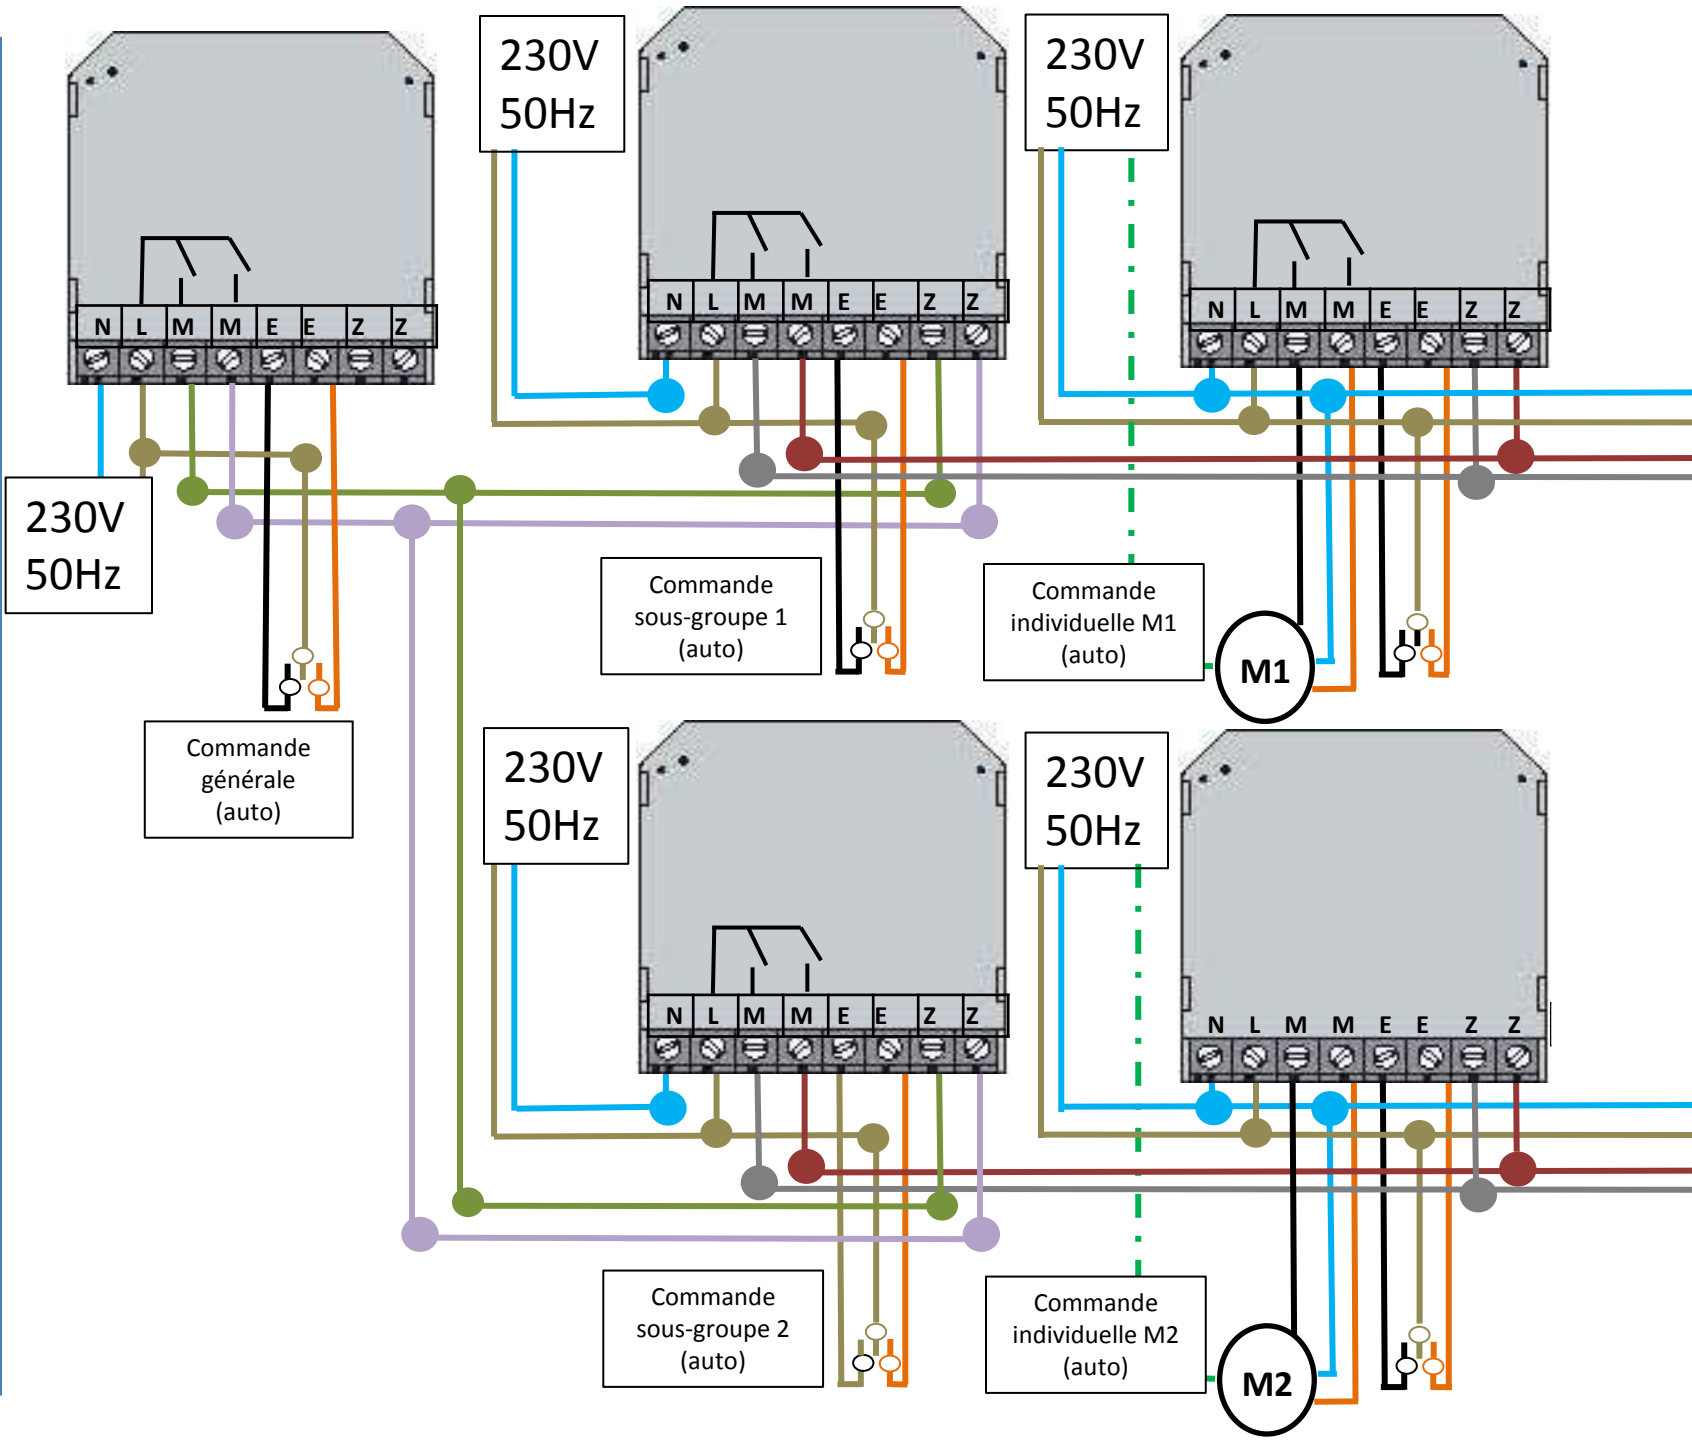 230V
50Hz
230V
50Hz
N L M M E E Z Z
N L M M E E Z Z
N L M M E E Z Z
230V
50Hz
Commande
sous-groupe 1
(auto)
Commande
individuelle M1
(auto)
M1
Commande
générale
(auto)
230V
50Hz
230V
50Hz
N L M M E E Z Z
N L M M E E Z Z
Commande
sous-groupe 2
(auto)
Commande
individuelle M2
(auto)
M2